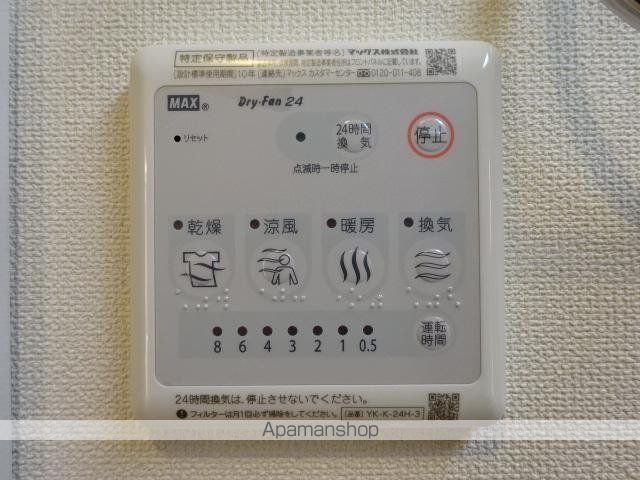 特定保守製品 [特定製造事業者等名] マックス株式会社
[設計標準使用期間] 10年 [連絡先] マックス カスタマーセンター 0120-011-408
MAX® Dry・Fan 24
リセット
24時間
換気
停止
点滅時一時停止
乾燥 涼風 暖房 換気
8 6 4 3 2 1 0.5
運転
時間
24時間換気は、停止させないでください。
フィルターは月1回必ず掃除をしてください。 [品番] YK-K-24H-3
Apamanshop